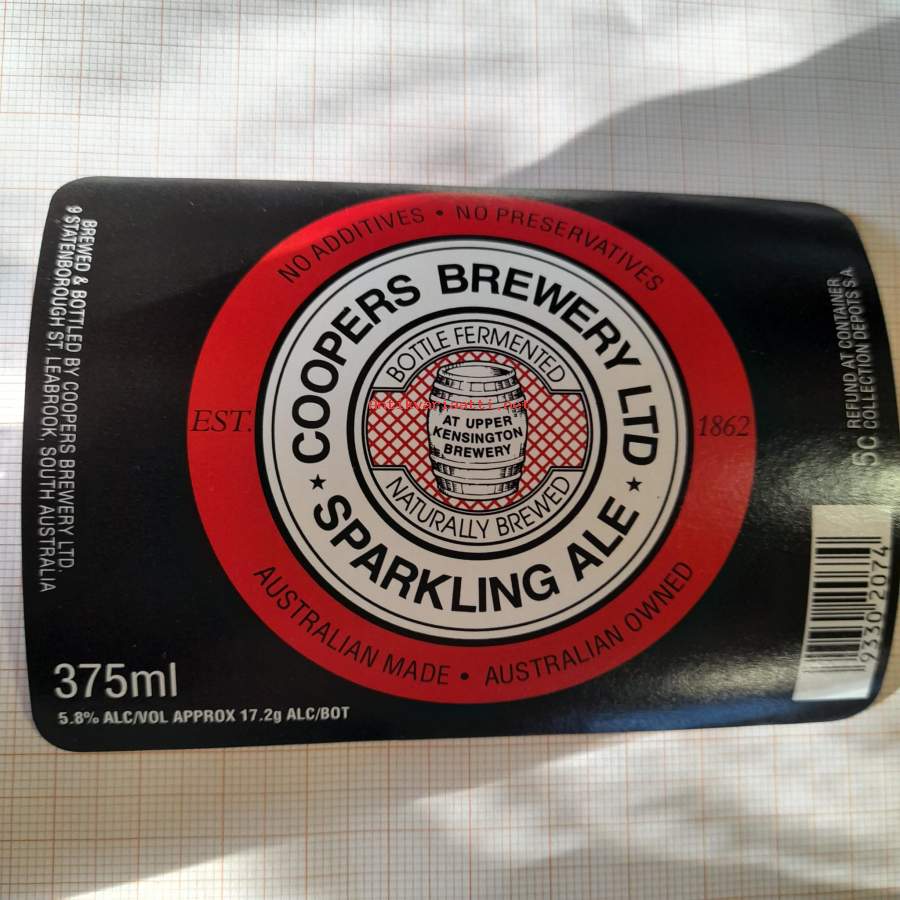 NO ADDITIVES • NO PRESERVATIVES
COOPERS BREWERY LTD
BOTTLE FERMENTED
AT UPPER
KENSINGTON
BREWERY
NATURALLY BREWED
★ SPARKLING ALE ★
EST. 1862
AUSTRALIAN MADE • AUSTRALIAN OWNED
BREWED & BOTTLED BY COOPERS BREWERY LTD.
9 STATENBOROUGH ST. LEABROOK, SOUTH AUSTRALIA
375ml
5.8% ALC/VOL APPROX 17.2g ALC/BOT
5c REFUND AT CONTAINER
COLLECTION DEPOTS S.A.
9330 2074
antikvariaatti.net